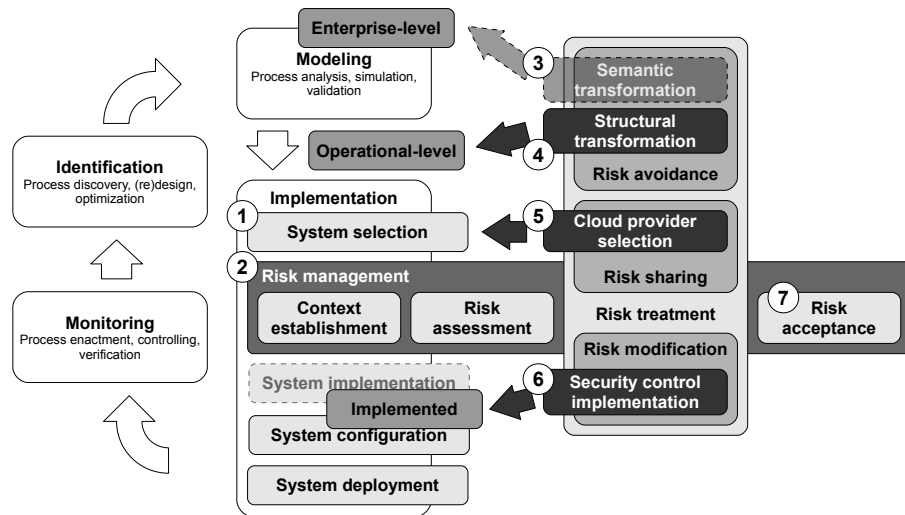 Enterprise-level
Modeling
Process analysis, simulation,
validation
3
Semantic
transformation
Structural
transformation
4
Operational-level
Risk avoidance
Identification
Process discovery, (re)design,
optimization
Implementation
1
System selection
5
Cloud provider
selection
2
Risk management
Risk sharing
Context
establishment
Risk
assessment
Risk treatment
7
Risk
acceptance
Monitoring
Process enactment, controlling,
verification
Risk modification
System implementation
6
Security control
implementation
Implemented
System configuration
System deployment